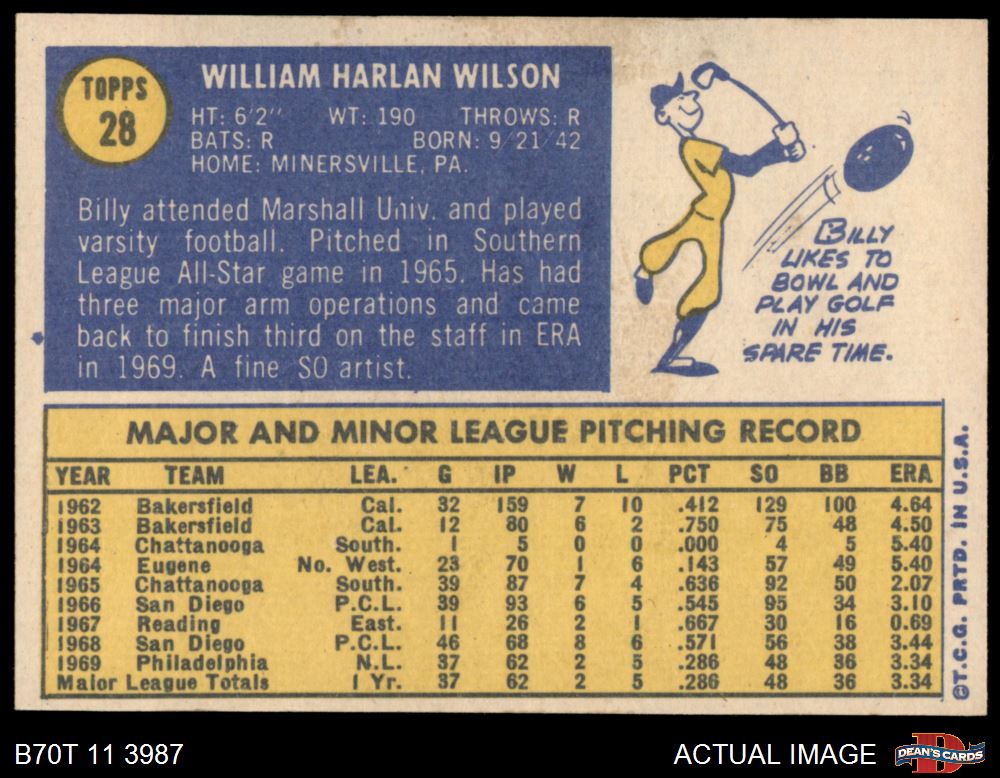 TOPPS
28
WILLIAM HARLAN WILSON
HT: 6'2" WT: 190 THROWS: R
BATS: R BORN: 9/21/42
HOME: MINERSVILLE, PA.
Billy attended Marshall Univ. and played
varsity football. Pitched in Southern
League All-Star game in 1965. Has had
three major arm operations and came
back to finish third on the staff in ERA
in 1969. A fine SO artist.
BILLY
LIKES TO
BOWL AND
PLAY GOLF
IN HIS
SPARE TIME.
MAJOR AND MINOR LEAGUE PITCHING RECORD
YEAR TEAM LEA. G IP W L PCT SO BB ERA
1962 Bakersfield Cal. 32 159 7 10 .412 129 100 4.64
1963 Bakersfield Cal. 12 80 6 2 .750 75 48 4.50
1964 Chattanooga South. 1 5 0 0 .000 4 5 5.40
1964 Eugene No. West. 23 70 1 6 .143 57 49 5.40
1965 Chattanooga South. 39 87 7 4 .636 92 50 2.07
1966 San Diego P.C.L. 39 93 6 5 .545 95 34 3.10
1967 Reading East. 11 26 2 1 .667 30 16 0.69
1968 San Diego P.C.L. 46 68 8 6 .571 56 38 3.44
1969 Philadelphia N.L. 37 62 2 5 .286 48 36 3.34
Major League Totals 1 Yr. 37 62 2 5 .286 48 36 3.34
©T.C.G. PRTD. IN U.S.A.
B70T 11 3987 ACTUAL IMAGE DEAN'S CARDS